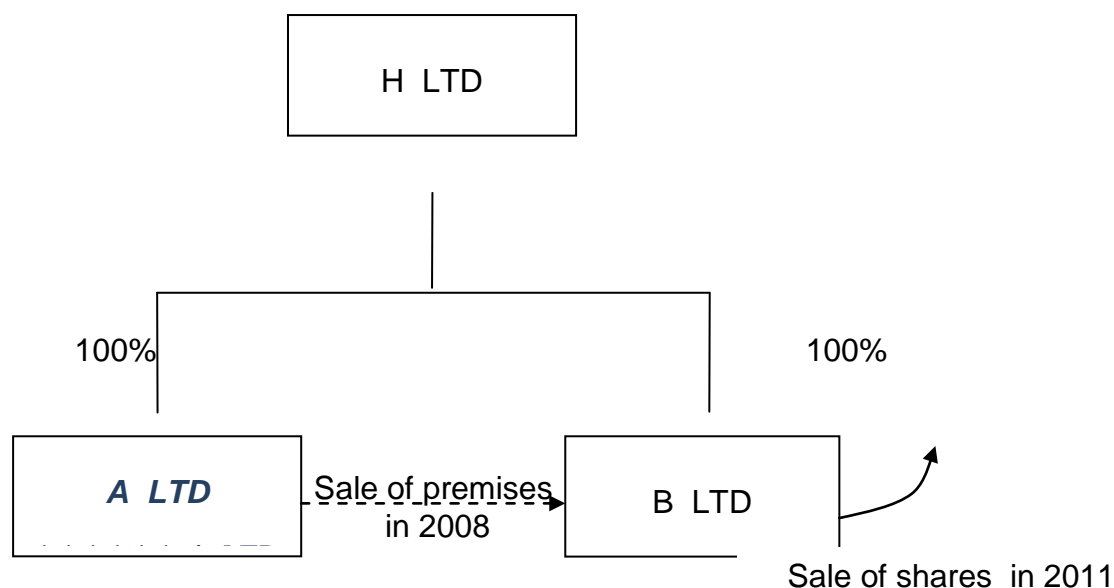 H LTD
100%
100%
A LTD
Sale of premises
in 2008
B LTD
Sale of shares in 2011